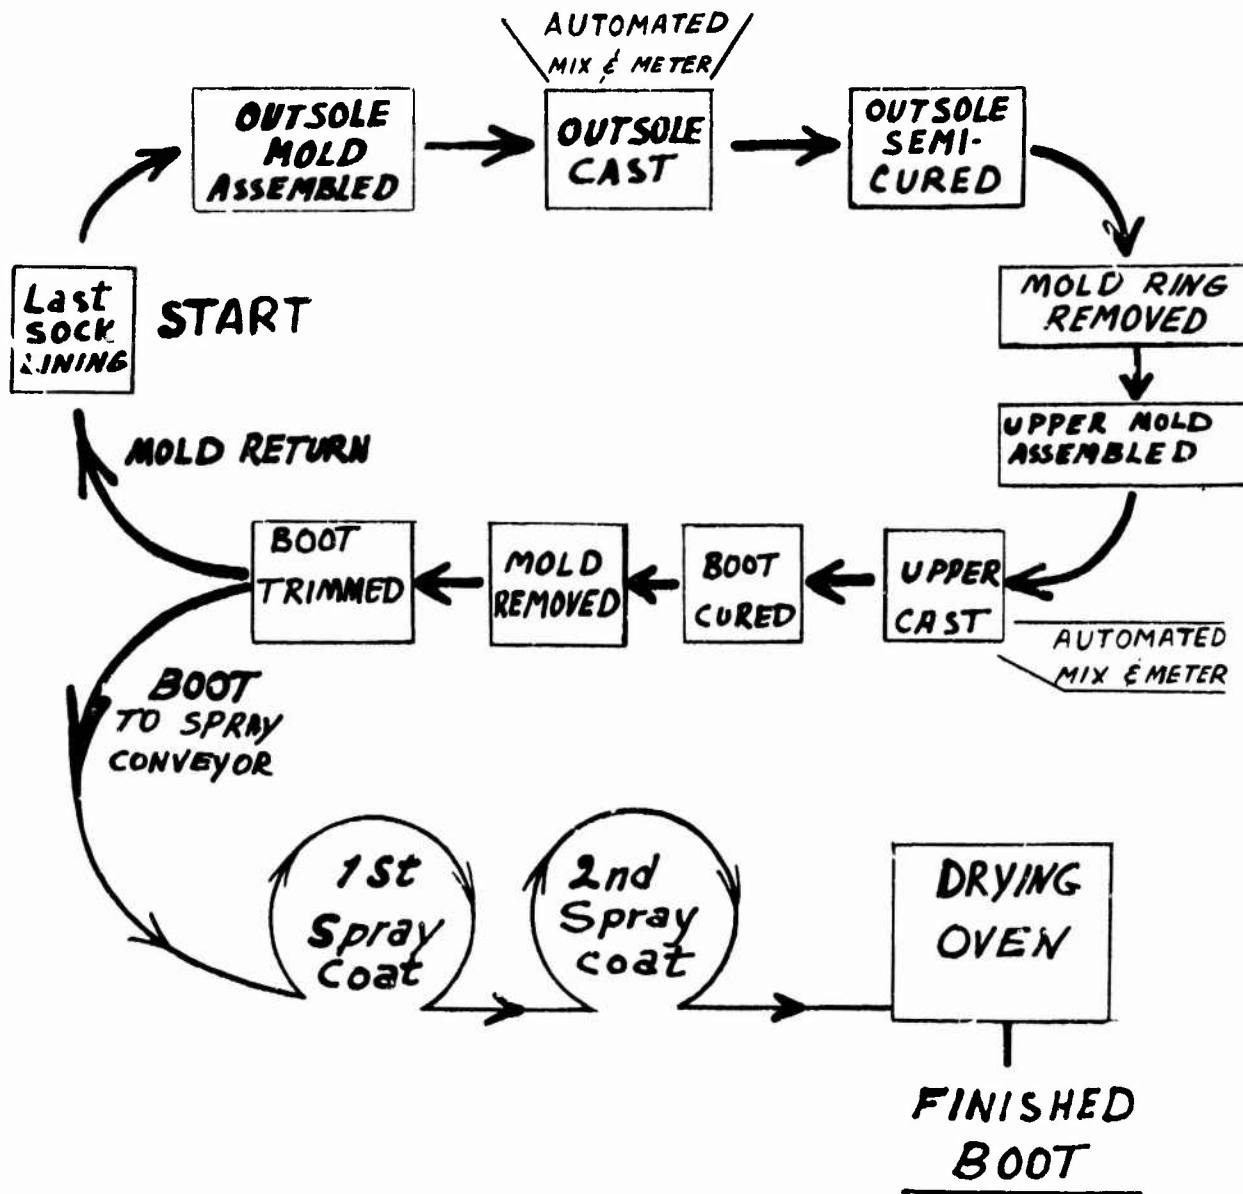 AUTOMATED
MIX & METER
OUTSOLE
MOLD
ASSEMBLED
OUTSOLE
CAST
OUTSOLE
SEMI-
CURED
Last
SOCK
LINING
START
MOLD RING
REMOVED
UPPER MOLD
ASSEMBLED
MOLD RETURN
BOOT
TRIMMED
MOLD
REMOVED
BOOT
CURED
UPPER
CAST
AUTOMATED
MIX & METER
BOOT
TO SPRAY
CONVEYOR
1st
Spray
Coat
2nd
Spray
coat
DRYING
OVEN
FINISHED
BOOT